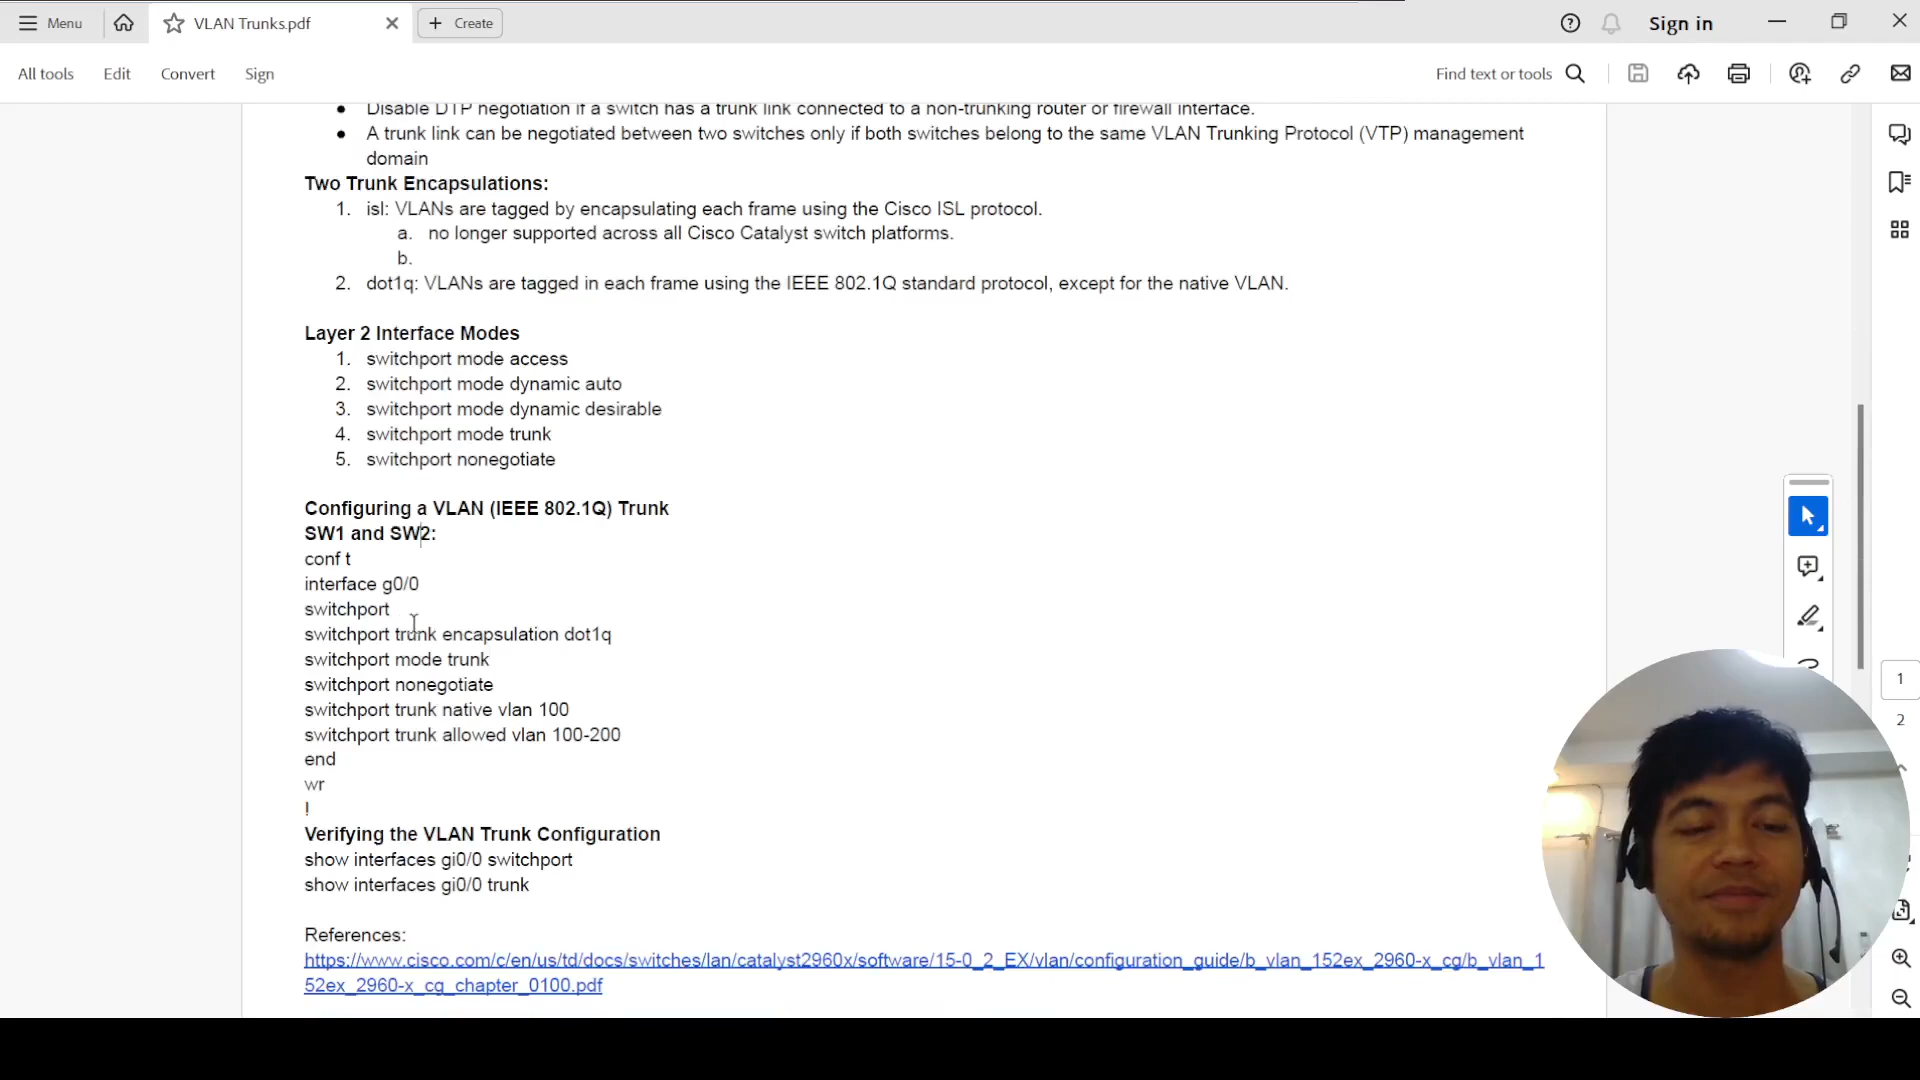 Menu
VLAN Trunks.pdf
Create
Sign in
All tools
Edit
Convert
Sign
Find text or tools
● Disable DTP negotiation if a switch has a trunk link connected to a non-trunking router or firewall interface.
● A trunk link can be negotiated between two switches only if both switches belong to the same VLAN Trunking Protocol (VTP) management
domain
Two Trunk Encapsulations:
1. isl: VLANs are tagged by encapsulating each frame using the Cisco ISL protocol.
a. no longer supported across all Cisco Catalyst switch platforms.
b.
2. dot1q: VLANs are tagged in each frame using the IEEE 802.1Q standard protocol, except for the native VLAN.
Layer 2 Interface Modes
1. switchport mode access
2. switchport mode dynamic auto
3. switchport mode dynamic desirable
4. switchport mode trunk
5. switchport nonegotiate
Configuring a VLAN (IEEE 802.1Q) Trunk
SW1 and SW2:
conf t
interface g0/0
switchport
switchport trunk encapsulation dot1q
switchport mode trunk
switchport nonegotiate
switchport trunk native vlan 100
switchport trunk allowed vlan 100-200
end
wr
!
Verifying the VLAN Trunk Configuration
show interfaces gi0/0 switchport
show interfaces gi0/0 trunk
References:
https://www.cisco.com/c/en/us/td/docs/switches/lan/catalyst2960x/software/15-0_2_EX/vlan/configuration_guide/b_vlan_152ex_2960-x_cg/b_vlan_1
52ex_2960-x_cg_chapter_0100.pdf
1
2